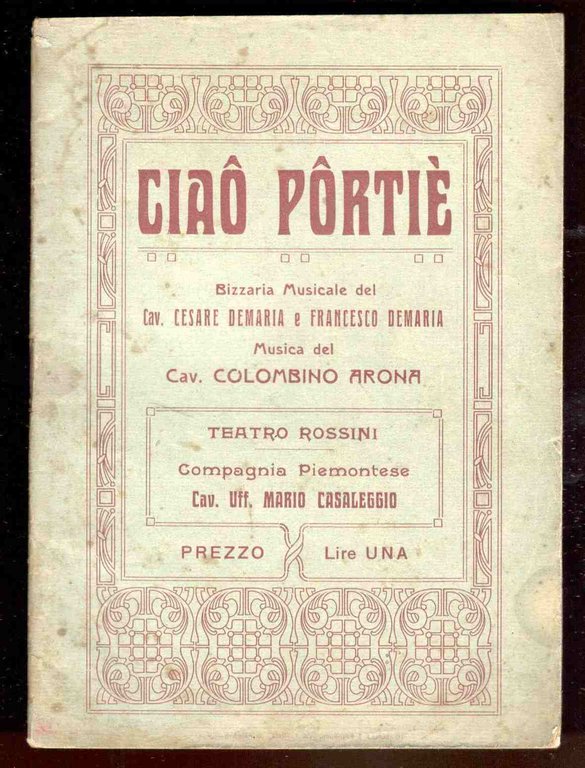 CIAÔ PÔRTIÈ
Bizzaria Musicale del
Cav. CESARE DEMARIA e FRANCESCO DEMARIA
Musica del
Cav. COLOMBINO ARONA
TEATRO ROSSINI
Compagnia Piemontese
Cav. Uff. MARIO CASALEGGIO
PREZZO Lire UNA